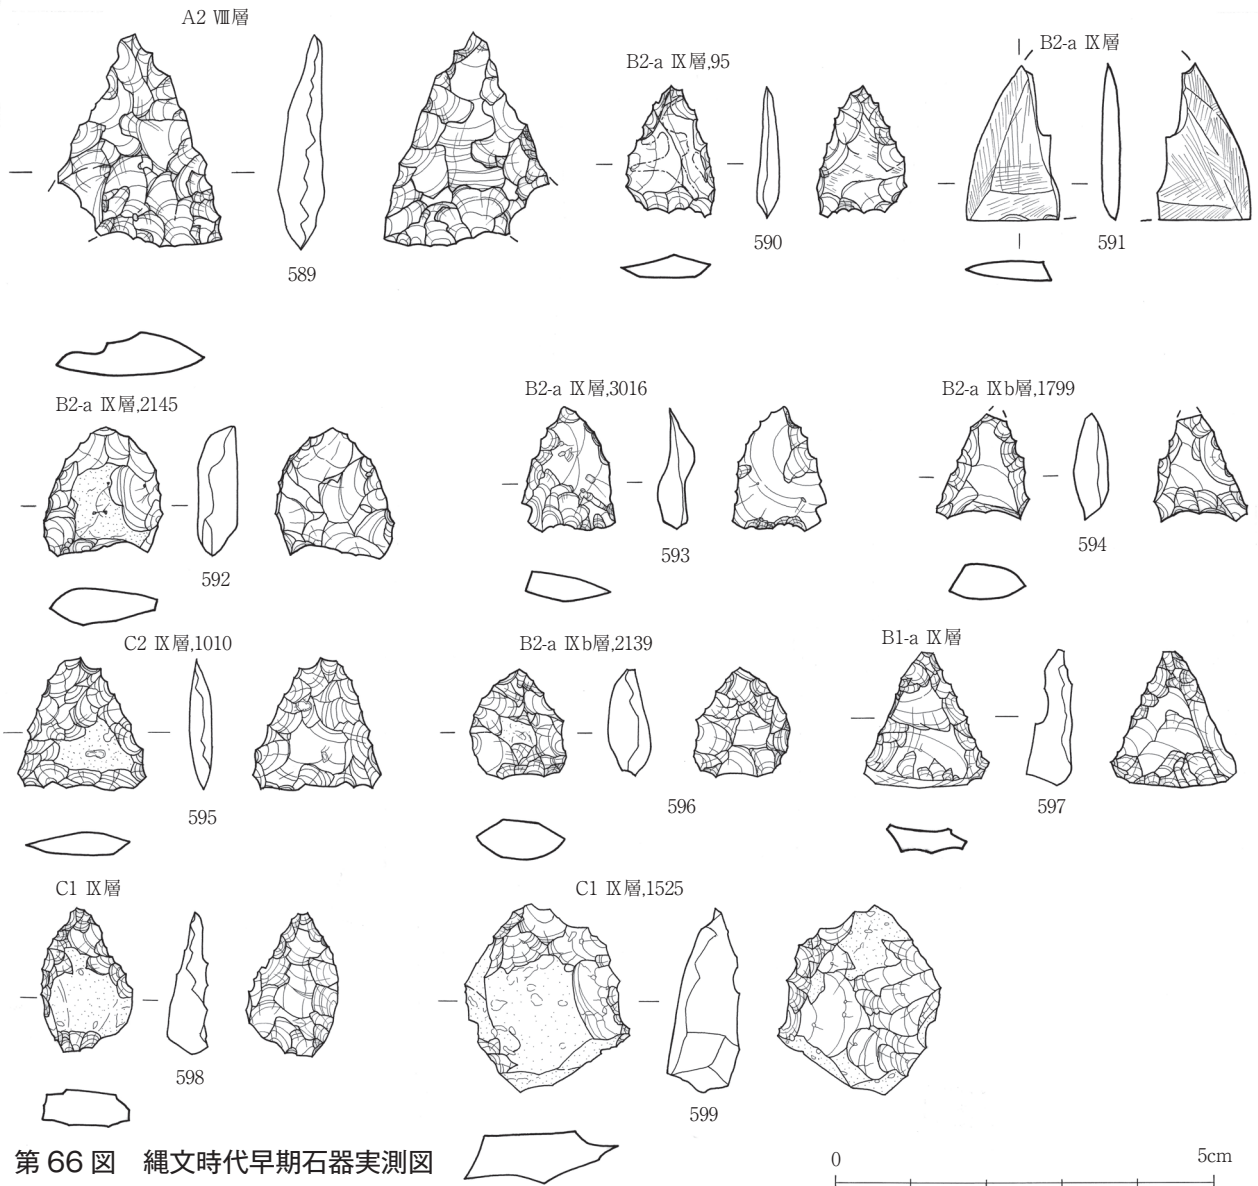 A2 Ⅷ層
B2-a Ⅸ層,95
B2-a Ⅸ層
589
590
591
B2-a Ⅸ層,2145
B2-a Ⅸ層,3016
B2-a Ⅸb層,1799
592
593
594
C2 Ⅸ層,1010
B2-a Ⅸb層,2139
B1-a Ⅸ層
595
596
597
C1 Ⅸ層
C1 Ⅸ層,1525
598
599
第 66 図　縄文時代早期石器実測図
0
5cm